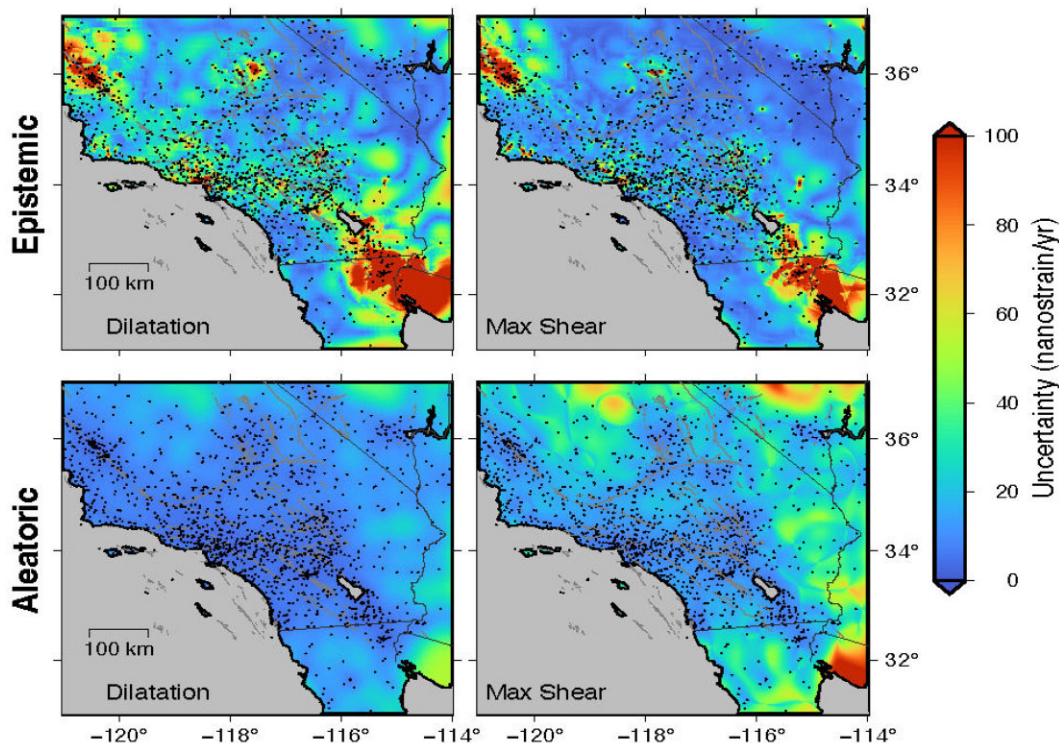 Epistemic
100 km
Dilatation
Max Shear
36°
34°
32°
Aleatoric
100 km
Dilatation
Max Shear
36°
34°
32°
−120°
−118°
−116°
−114°
−120°
−118°
−116°
−114°
100
80
60
40
20
0
Uncertainty (nanostrain/yr)